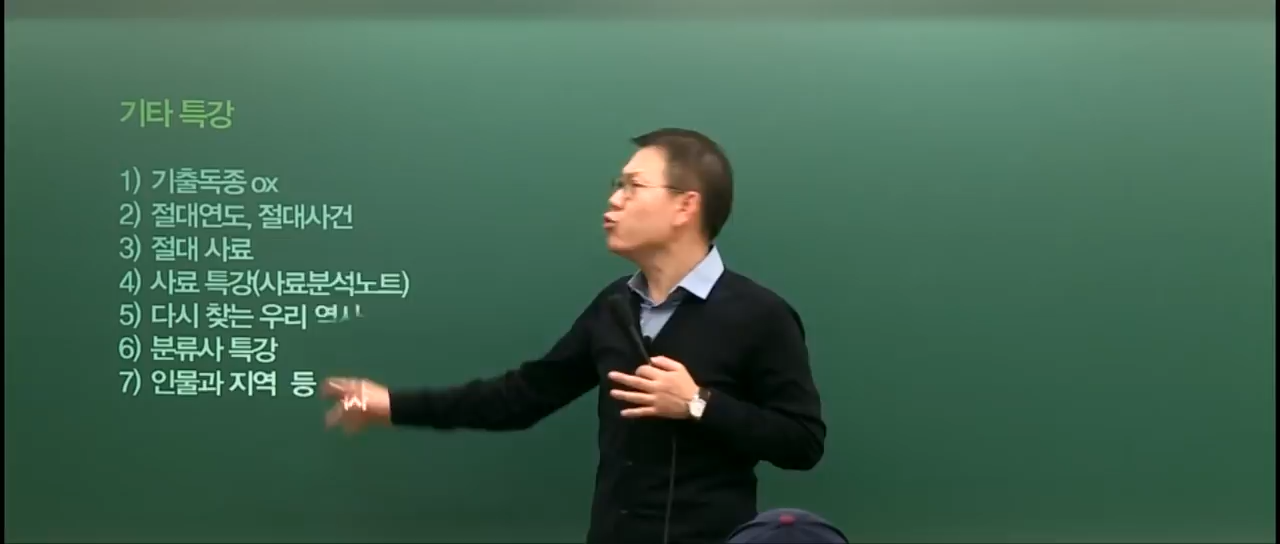 기타 특강
1) 기출독종 ox
2) 절대연도, 절대사건
3) 절대 사료
4) 사료 특강(사료분석노트)
5) 다시 찾는 우리
6) 분류사 특강
7) 인물과 지역 등